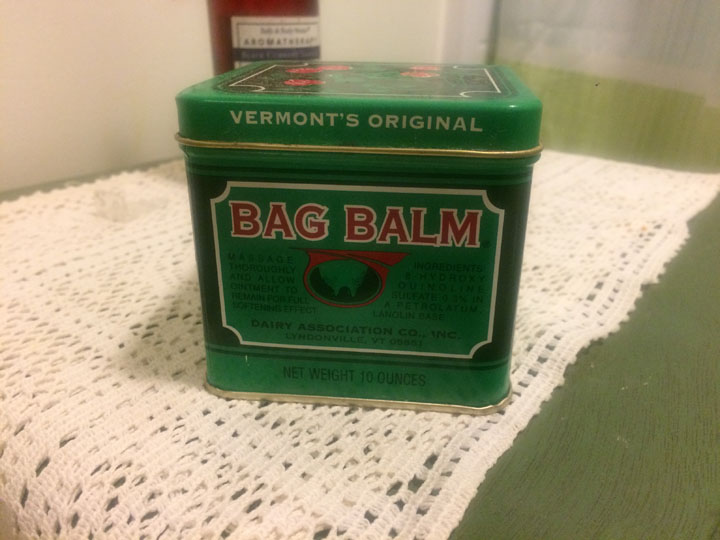 AROMATHERAPY
VERMONT'S ORIGINAL
BAG BALM
MASSAGE
THOROUGHLY
AND ALLOW
OINTMENT TO
REMAIN FOR FULL
SOFTENING EFFECT.
INGREDIENTS:
8-HYDROXY
QUINOLINE
SULFATE 0.3% IN
A PETROLATUM,
LANOLIN BASE.
DAIRY ASSOCIATION CO., INC.
LYNDONVILLE, VT 05851
NET WEIGHT 10 OUNCES